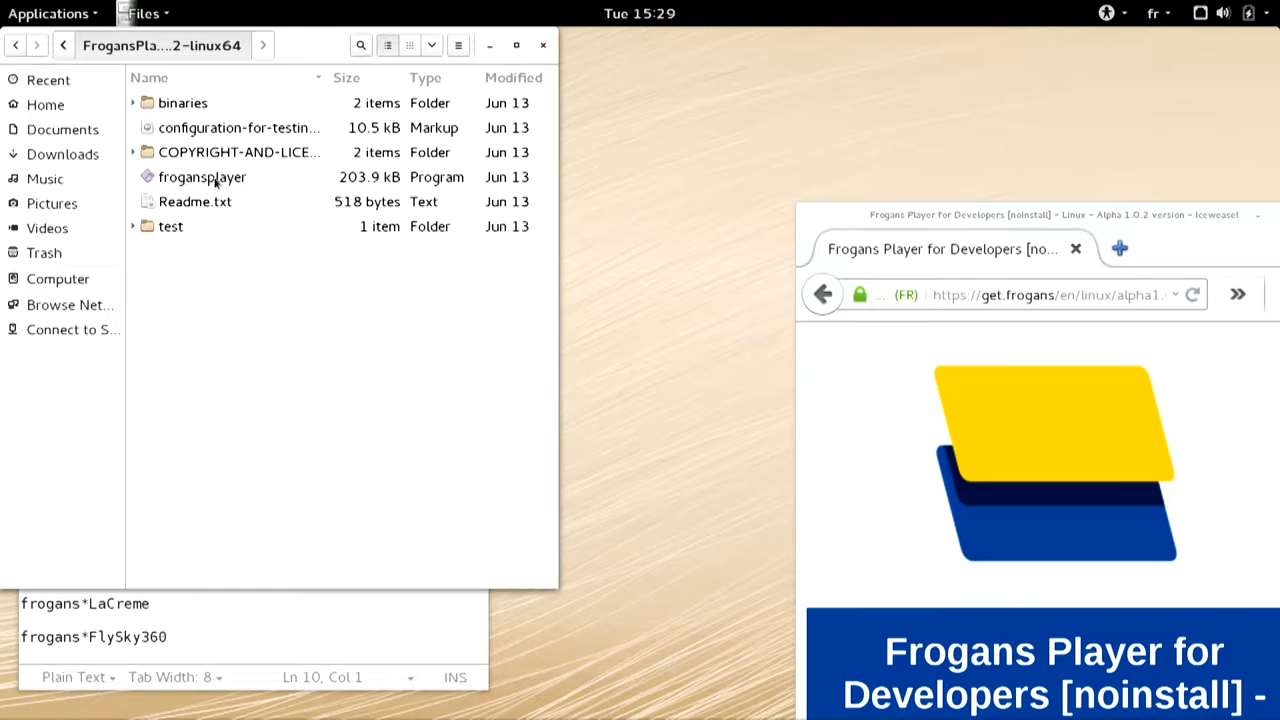 Applications Files Tue 15:29 fr
FrogansPla....2-linux64
Recent
Home
Documents
Downloads
Music
Pictures
Videos
Trash
Computer
Browse Net...
Connect to S...
Name Size Type Modified
binaries 2 items Folder Jun 13
configuration-for-testin... 10.5 kB Markup Jun 13
COPYRIGHT-AND-LICE... 2 items Folder Jun 13
frogansplayer 203.9 kB Program Jun 13
Readme.txt 518 bytes Text Jun 13
test 1 item Folder Jun 13
frogans*LaCreme
frogans*FlySky360
Plain Text Tab Width: 8 Ln 10, Col 1 INS
Frogans Player for Developers [noinstall] - Linux - Alpha 1.0.2 version - Iceweasel
Frogans Player for Developers [no...
... (FR) https://get.frogans/en/linux/alpha1.
Frogans Player for
Developers [noinstall] -